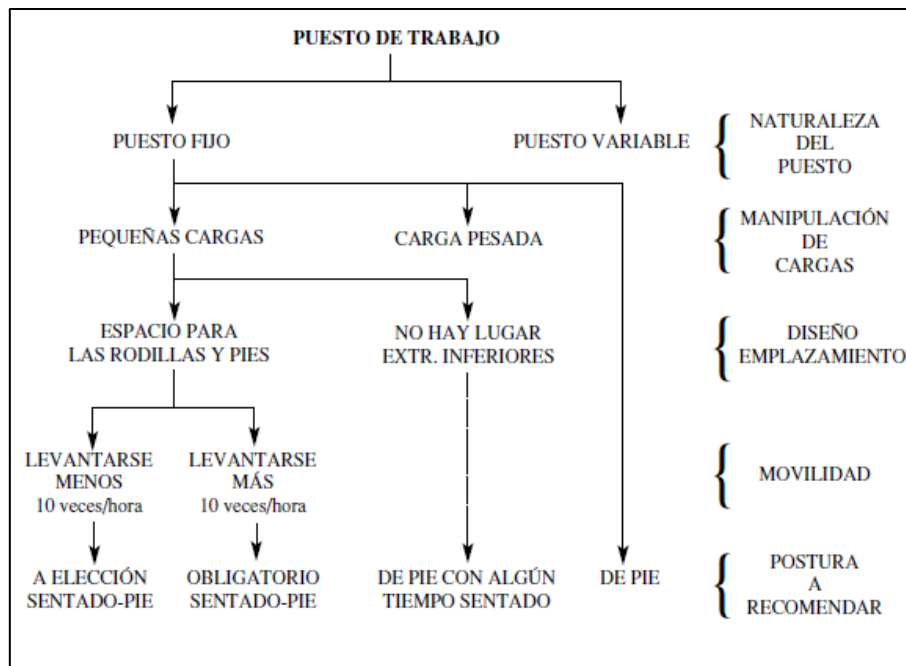 PUESTO DE TRABAJO
PUESTO FIJO
PUESTO VARIABLE
NATURALEZA
DEL
PUESTO
PEQUEÑAS CARGAS
CARGA PESADA
MANIPULACIÓN
DE
CARGAS
ESPACIO PARA
LAS RODILLAS Y PIES
NO HAY LUGAR
EXTR. INFERIORES
DISEÑO
EMPLAZAMIENTO
LEVANTARSE
MENOS
10 veces/hora
LEVANTARSE
MÁS
10 veces/hora
MOVILIDAD
A ELECCIÓN
SENTADO-PIE
OBLIGATORIO
SENTADO-PIE
DE PIE CON ALGÚN
TIEMPO SENTADO
DE PIE
POSTURA
A
RECOMENDAR